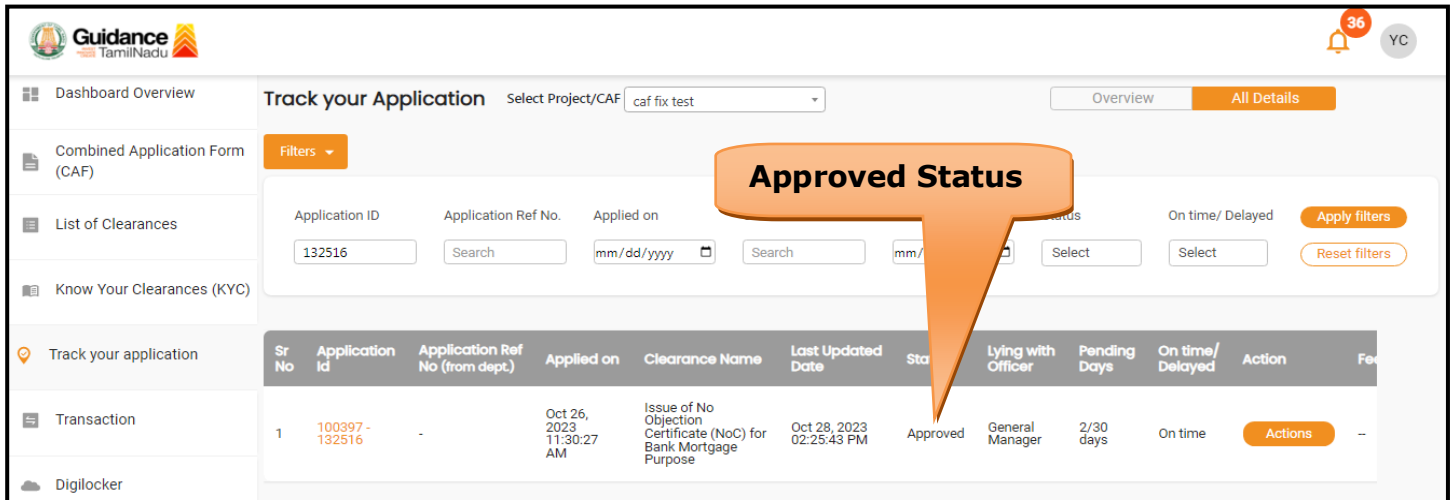 Guidance
TamilNadu
36
YC
Dashboard Overview
Track your Application
Select Project/CAF
caf fix test
Overview
All Details
Combined Application Form
(CAF)
Filters
Approved Status
List of Clearances
Application ID
Application Ref No.
Applied on
On time/ Delayed
Apply filters
132516
Search
mm/dd/yyyy
Search
mm/
Select
Select
Reset filters
Know Your Clearances (KYC)
Track your application
Sr
No
Application
Id
Application Ref
No (from dept.)
Applied on
Clearance Name
Last Updated
Date
Lying with
Officer
Pending
Days
On time/
Delayed
Action
Transaction
1
100397 -
132516
-
Oct 26,
2023
11:30:27
AM
Issue of No
Objection
Certificate (NoC) for
Bank Mortgage
Purpose
Oct 28, 2023
02:25:43 PM
Approved
General
Manager
2/30
days
On time
Actions
--
Digilocker